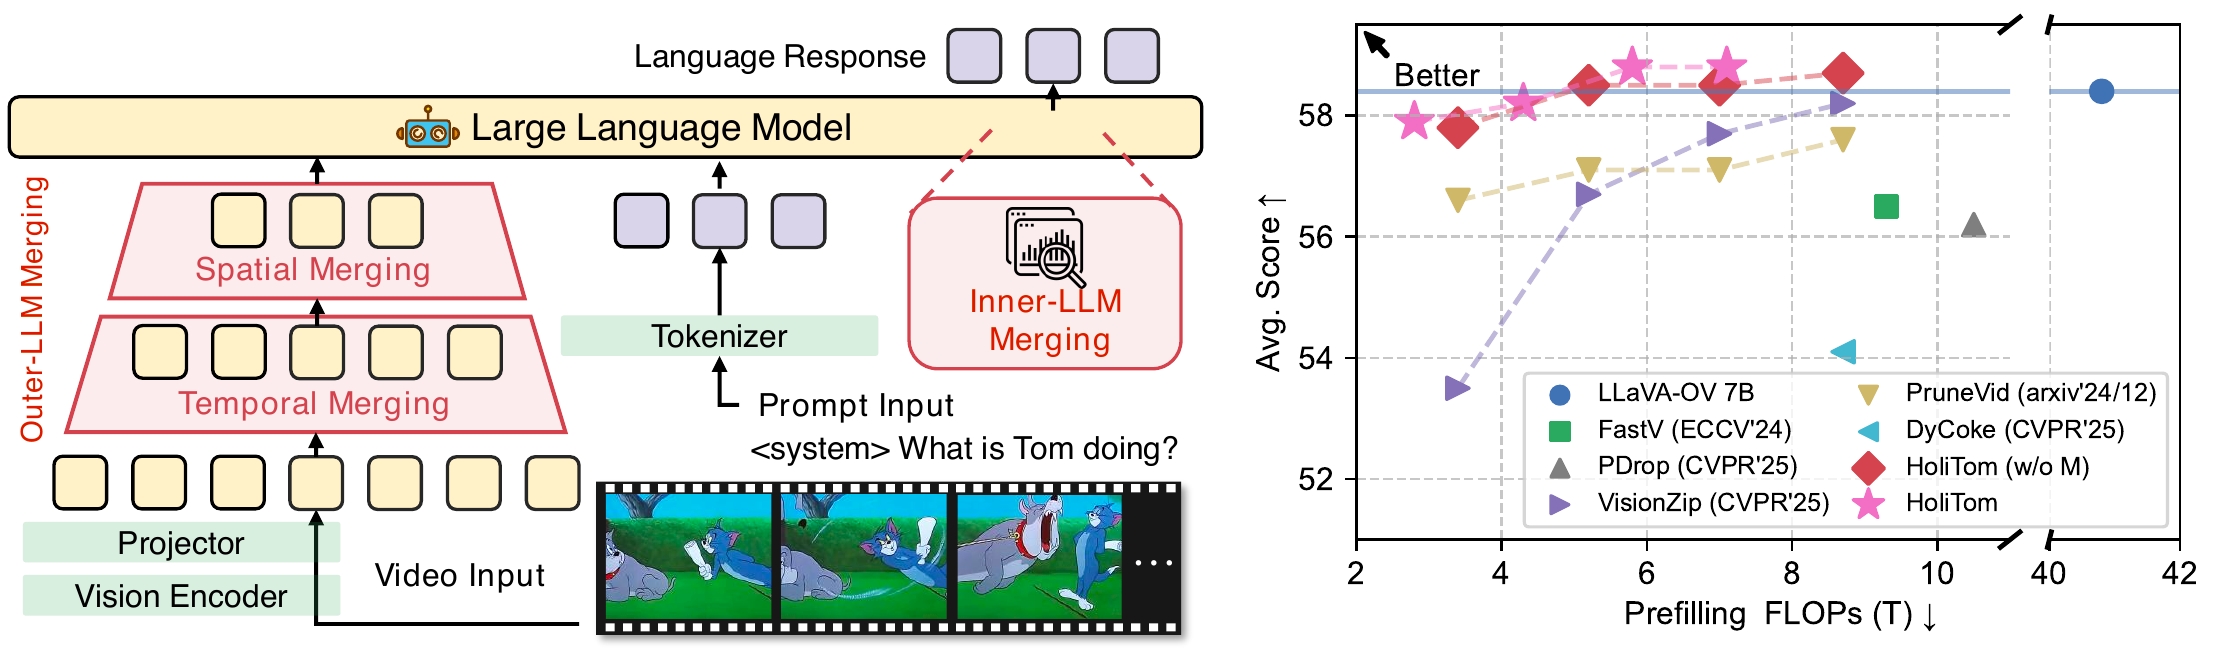 Language Response
Large Language Model
Outer-LLM Merging
Spatial Merging
Temporal Merging
Tokenizer
Inner-LLM
Merging
Prompt Input
<system> What is Tom doing?
Projector
Vision Encoder
Video Input
...
Better
Avg. Score ↑
58
56
54
52
LLaVA-OV 7B
FastV (ECCV'24)
PDrop (CVPR'25)
VisionZip (CVPR'25)
PruneVid (arxiv'24/12)
DyCoke (CVPR'25)
HoliTom (w/o M)
HoliTom
2 4 6 8 10 40 42
Prefilling FLOPs (T) ↓